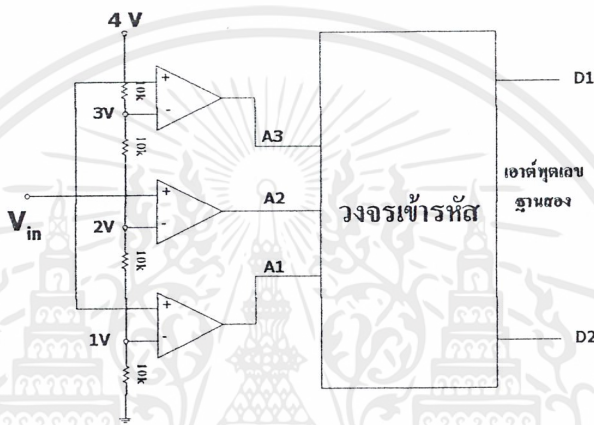 4 V
10k
3V
10k
V_in
2V
10k
1V
10k
+
-
+
-
+
-
A3
A2
A1
วงจรเข้ารหัส
D1
เอาต์พุตเลข
ฐานสอง
D2